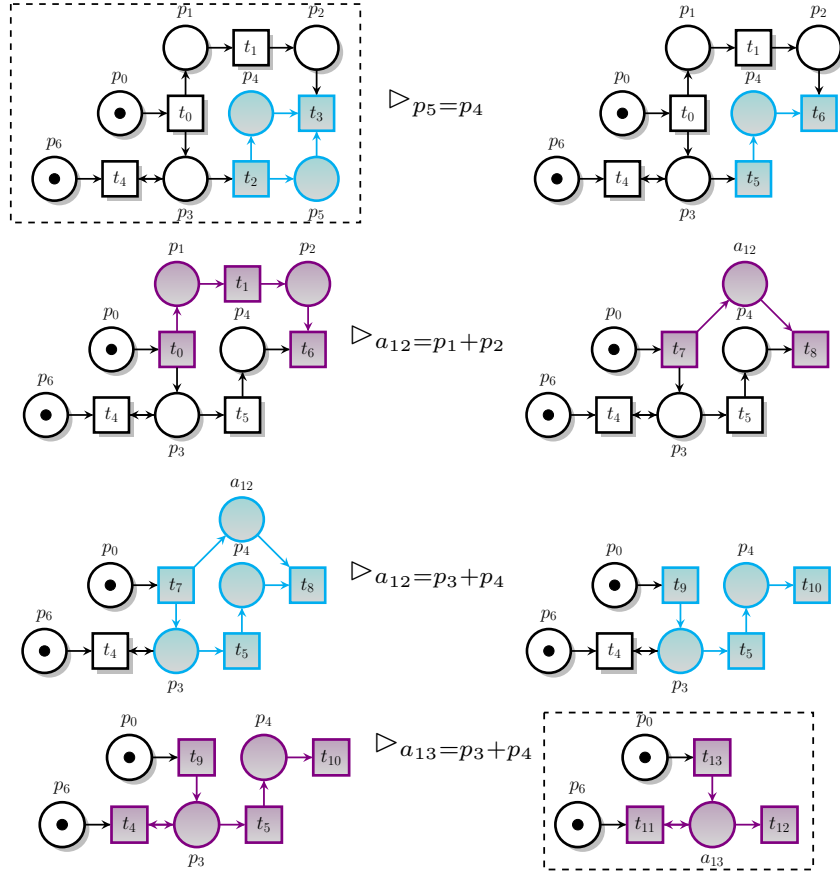 p1 p2 p1 p2
t1 t1
p0 p4 p0 p4
t0 t3 ▷p5=p4 t0 t6
p6 p6
t4 t2 t4 t5
p3 p5 p3
p1 p2 a12
t1
p0 p4 p0 p4
t0 t6 ▷a12=p1+p2 t7 t8
p6 p6
t4 t5 t4 t5
p3 p3
a12
p0 p4 p0 p4
t7 t8 ▷a12=p3+p4 t9 t10
p6 p6
t4 t5 t4 t5
p3 p3
p0 p4 p0
t9 t10 ▷a13=p3+p4 t13
p6 p6
t4 t5 t11 t12
p3 a13